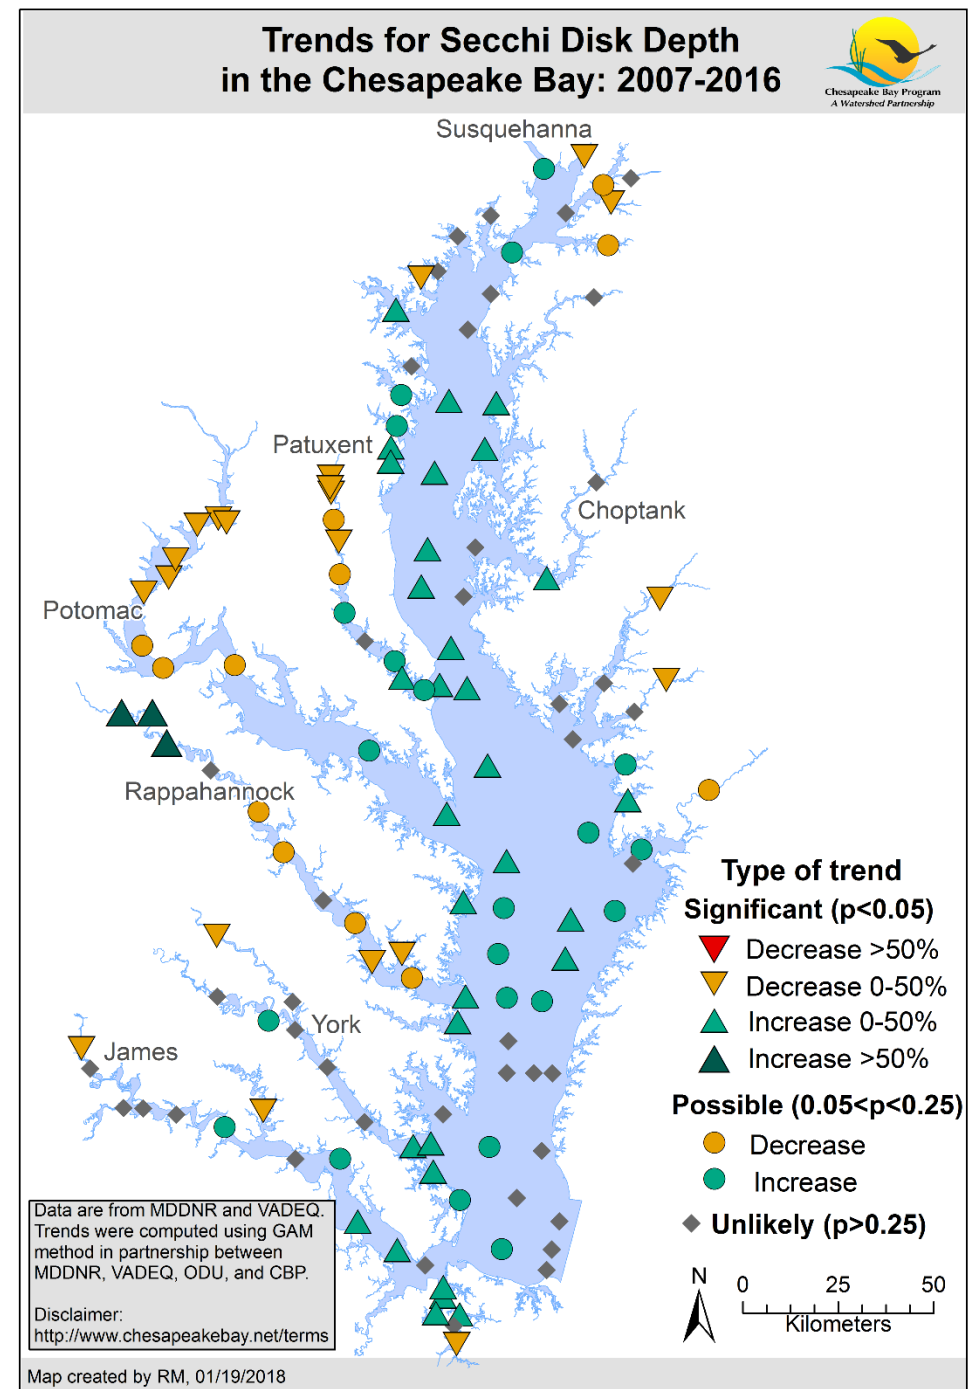 Trends for Secchi Disk Depth
in the Chesapeake Bay: 2007-2016
Chesapeake Bay Program
A Watershed Partnership
Susquehanna
Patuxent
Choptank
Potomac
Rappahannock
York
James
Type of trend
Significant (p<0.05)
Decrease >50%
Decrease 0-50%
Increase 0-50%
Increase >50%
Possible (0.05<p<0.25)
Decrease
Increase
Unlikely (p>0.25)
N
0 25 50
Kilometers
Data are from MDDNR and VADEQ.
Trends were computed using GAM
method in partnership between
MDDNR, VADEQ, ODU, and CBP.
Disclaimer:
http://www.chesapeakebay.net/terms
Map created by RM, 01/19/2018